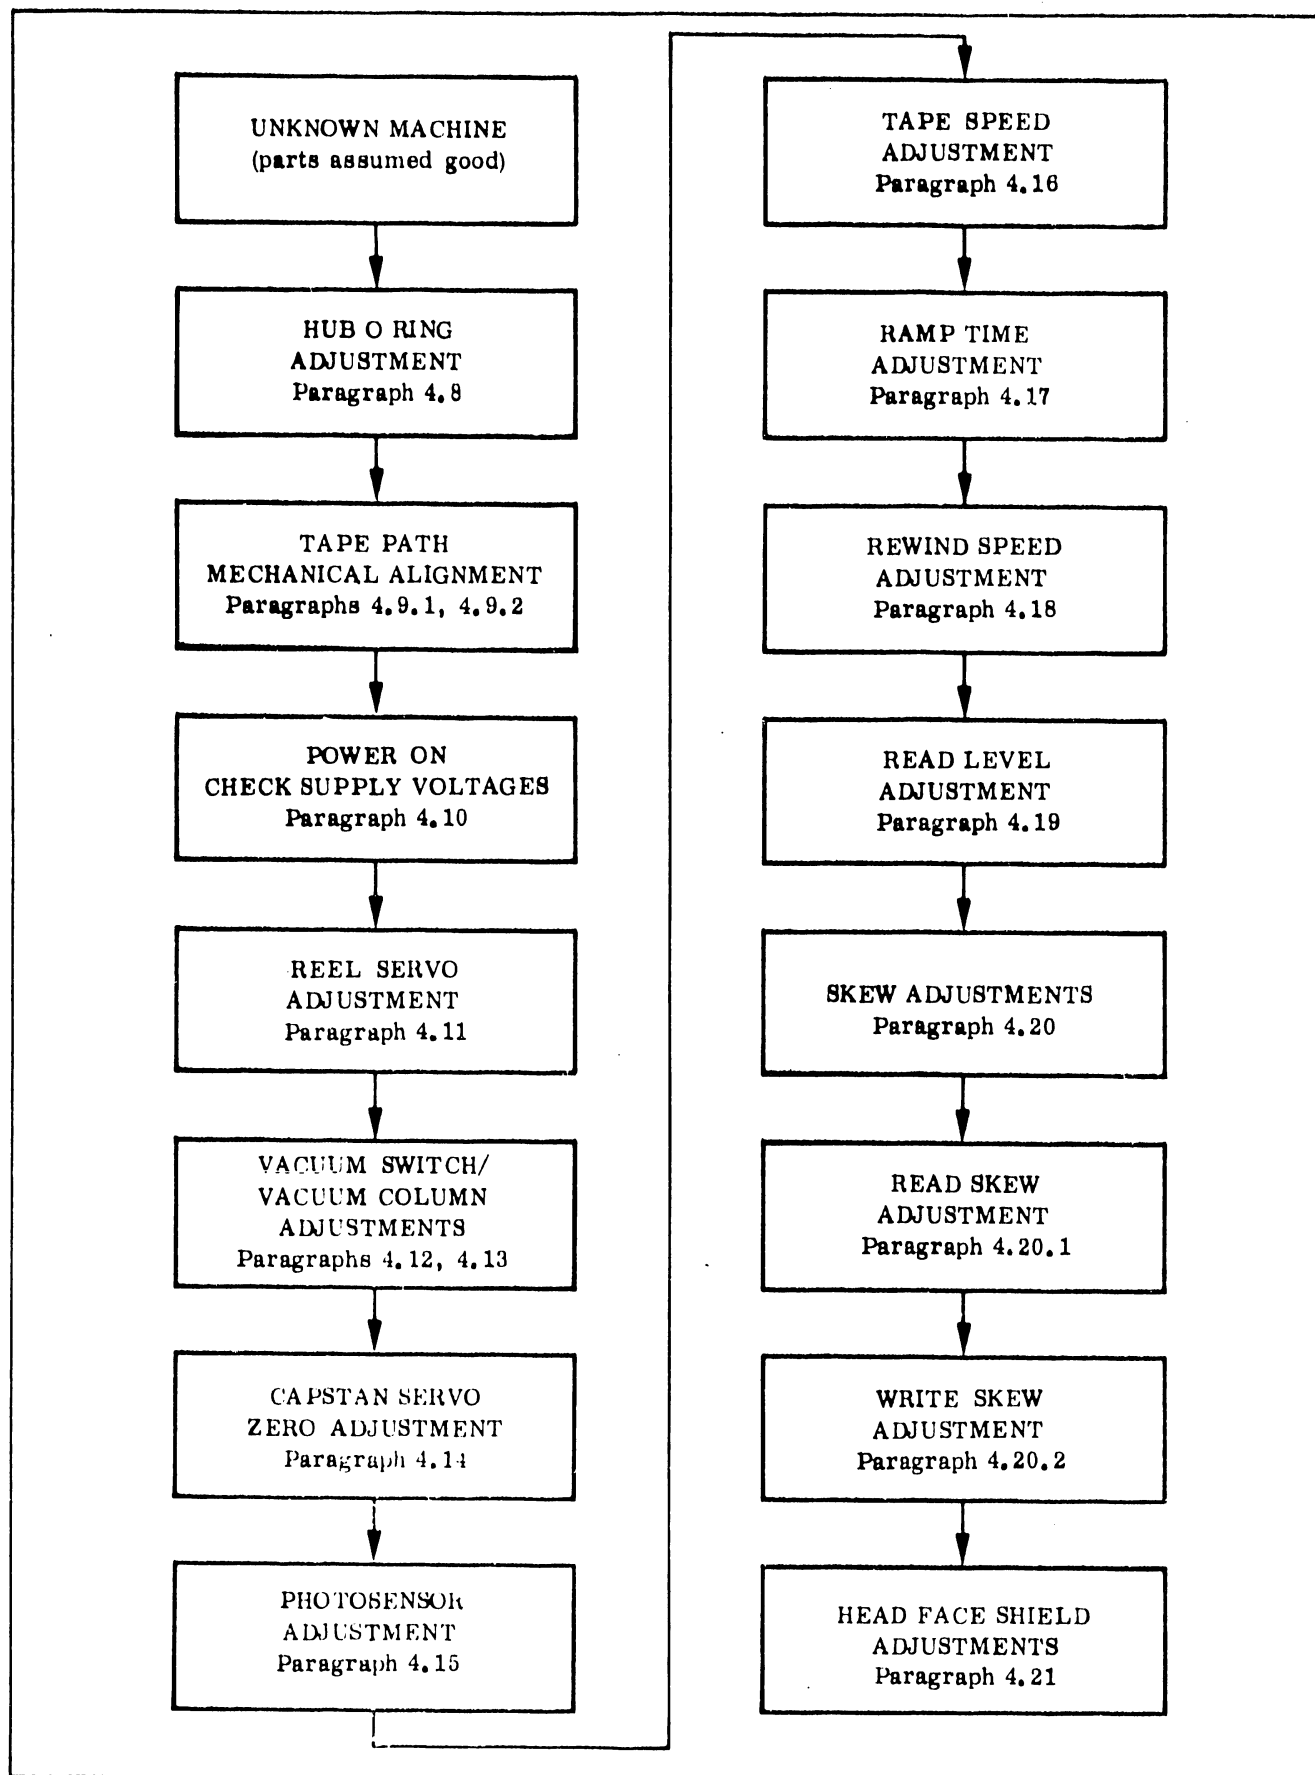 UNKNOWN MACHINE
(parts assumed good)
HUB O RING
ADJUSTMENT
Paragraph 4.8
TAPE PATH
MECHANICAL ALIGNMENT
Paragraphs 4.9.1, 4.9.2
POWER ON
CHECK SUPPLY VOLTAGES
Paragraph 4.10
REEL SERVO
ADJUSTMENT
Paragraph 4.11
VACUUM SWITCH/
VACUUM COLUMN
ADJUSTMENTS
Paragraphs 4.12, 4.13
CAPSTAN SERVO
ZERO ADJUSTMENT
Paragraph 4.14
PHOTOSENSOR
ADJUSTMENT
Paragraph 4.15
TAPE SPEED
ADJUSTMENT
Paragraph 4.16
RAMP TIME
ADJUSTMENT
Paragraph 4.17
REWIND SPEED
ADJUSTMENT
Paragraph 4.18
READ LEVEL
ADJUSTMENT
Paragraph 4.19
SKEW ADJUSTMENTS
Paragraph 4.20
READ SKEW
ADJUSTMENT
Paragraph 4.20.1
WRITE SKEW
ADJUSTMENT
Paragraph 4.20.2
HEAD FACE SHIELD
ADJUSTMENTS
Paragraph 4.21